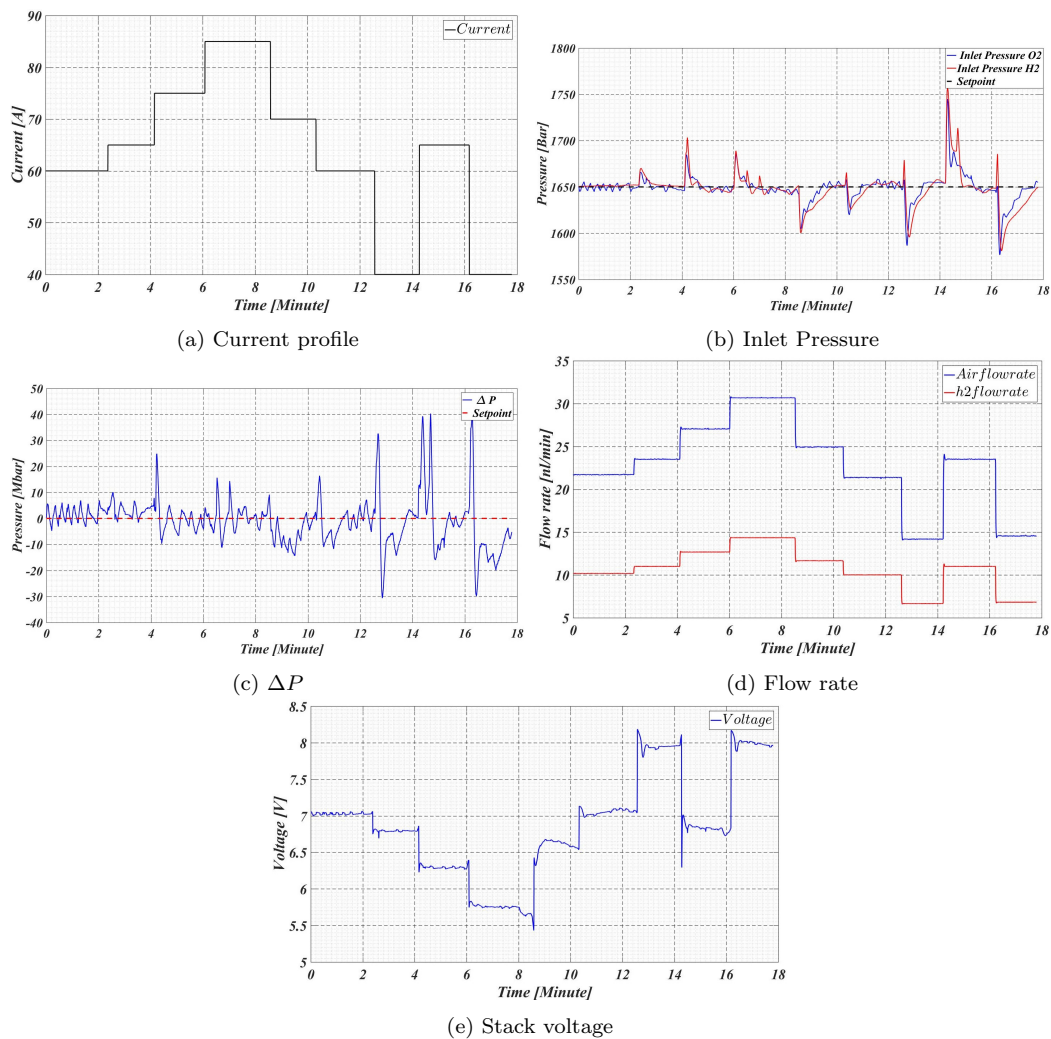 90
80
70
60
50
40
Current [A]
0 2 4 6 8 10 12 14 16 18
Time [Minute]
Current
(a) Current profile
1800
1750
1700
1650
1600
1550
Pressure [Bar]
0 2 4 6 8 10 12 14 16 18
Time [Minute]
Inlet Pressure O2
Inlet Pressure H2
Setpoint
(b) Inlet Pressure
50
40
30
20
10
0
-10
-20
-30
-40
Pressure [Mbar]
0 2 4 6 8 10 12 14 16 18
Time [Minute]
Δ P
Setpoint
(c) ΔP
35
30
25
20
15
10
5
Flow rate [nl/min]
0 2 4 6 8 10 12 14 16 18
Time [Minute]
Airflowrate
h2flowrate
(d) Flow rate
8.5
8
7.5
7
6.5
6
5.5
5
Voltage [V]
0 2 4 6 8 10 12 14 16 18
Time [Minute]
Voltage
(e) Stack voltage